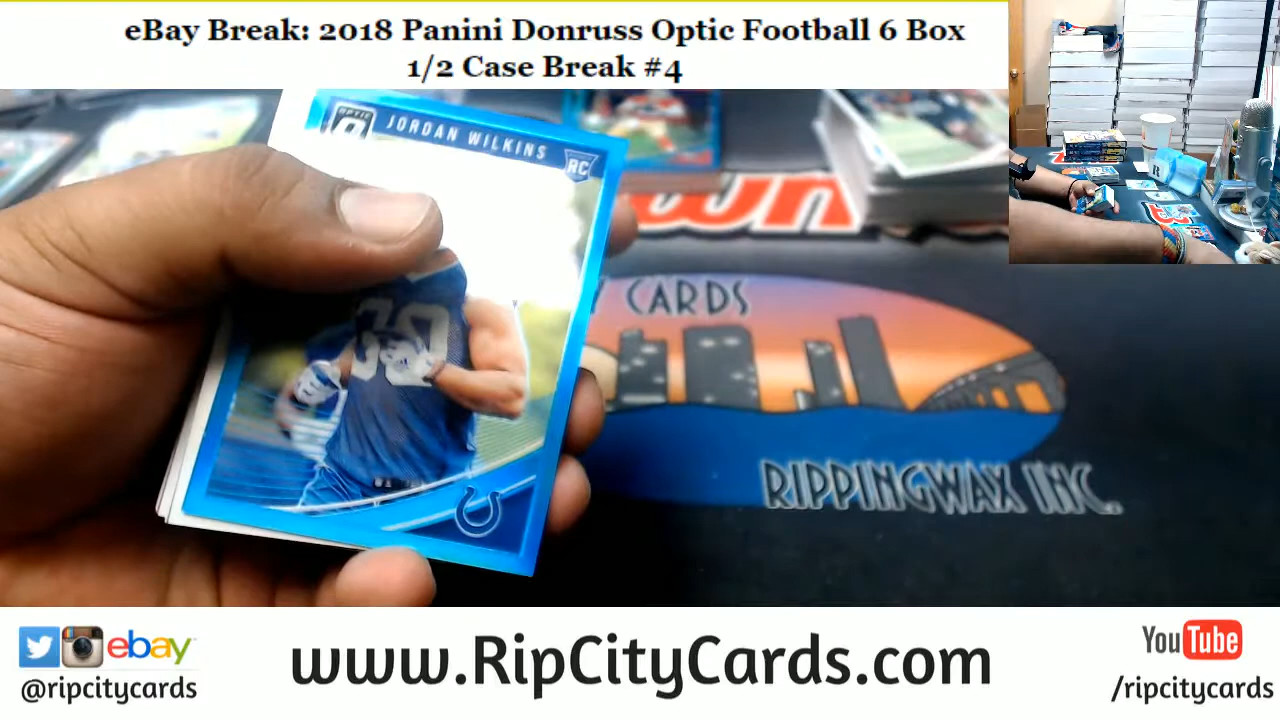 eBay Break: 2018 Panini Donruss Optic Football 6 Box
1/2 Case Break #4
OPTIC
JORDAN WILKINS
RC
wn
Y CARDS
RIPPINGWAX INC.
ebay
@ripcitycards
www.RipCityCards.com
YouTube
/ripcitycards